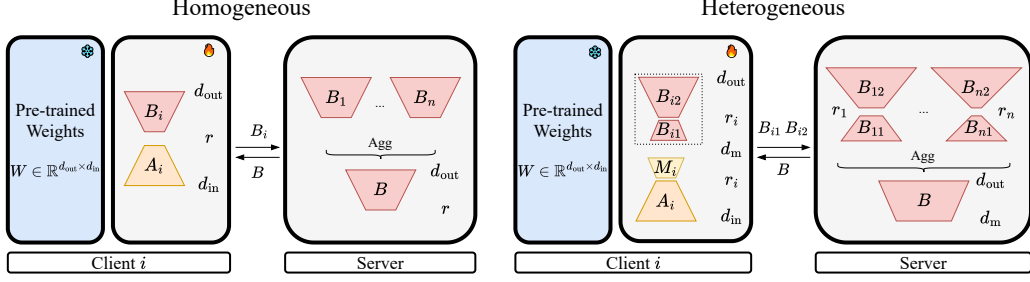 Homogeneous
Pre-trained
Weights
W ∈ ℝ^{d_out×d_in}
B_i
A_i
d_out
r
d_in
B_i
B
B_1
...
B_n
Agg
B
d_out
r
Client i
Server
Heterogeneous
Pre-trained
Weights
W ∈ ℝ^{d_out×d_in}
B_{i2}
B_{i1}
M_i
A_i
d_out
r_i
d_m
r_i
d_in
B_{i1} B_{i2}
B
B_{12}
B_{n2}
r_1
...
r_n
B_{11}
B_{n1}
Agg
B
d_out
d_m
Client i
Server